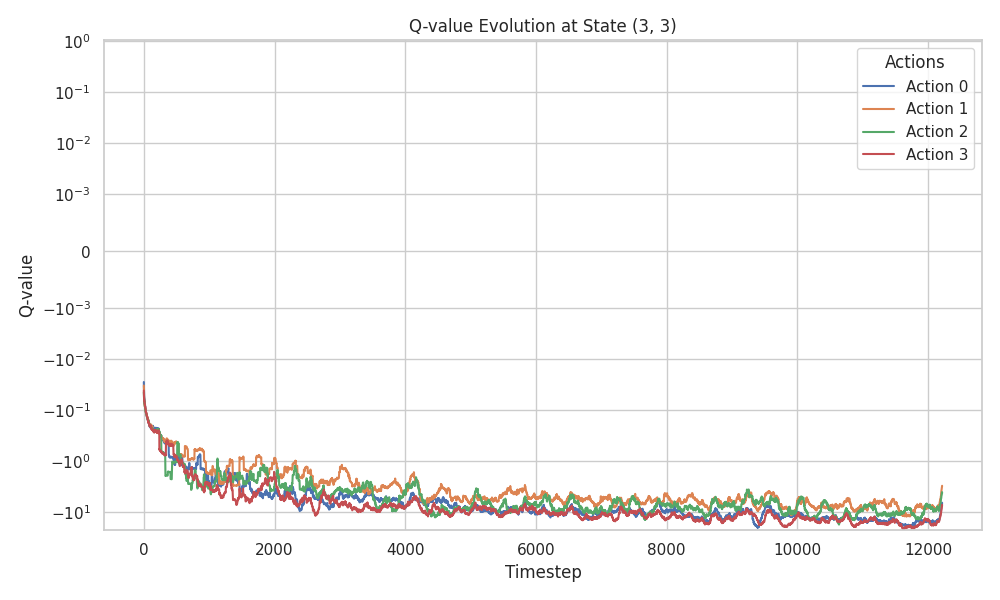 Q-value Evolution at State (3, 3)
Actions
Action 0
Action 1
Action 2
Action 3
Q-value
10⁰
10⁻¹
10⁻²
10⁻³
0
−10⁻³
−10⁻²
−10⁻¹
−10⁰
−10¹
0 2000 4000 6000 8000 10000 12000
Timestep